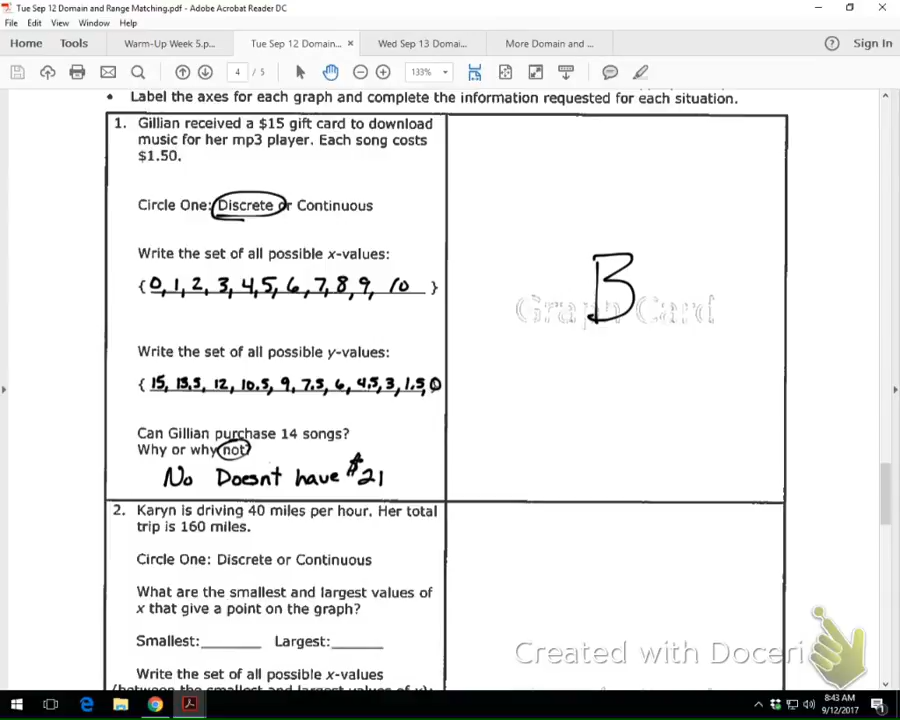 Tue Sep 12 Domain and Range Matching.pdf - Adobe Acrobat Reader DC
File Edit View Window Help
Home Tools Warm-Up Week 5.p... Tue Sep 12 Domain... × Wed Sep 13 Domai... More Domain and ... Sign In
4 / 5 133%
• Label the axes for each graph and complete the information requested for each situation.
1. Gillian received a $15 gift card to download
music for her mp3 player. Each song costs
$1.50.
Circle One: Discrete or Continuous
Write the set of all possible x-values:
{ 0, 1, 2, 3, 4, 5, 6, 7, 8, 9, 10 }
Write the set of all possible y-values:
{ 15, 13.5, 12, 10.5, 9, 7.5, 6, 4.5, 3, 1.5, 0
Can Gillian purchase 14 songs?
Why or why not?
No Doesnt have $21
B
Graph Card
2. Karyn is driving 40 miles per hour. Her total
trip is 160 miles.
Circle One: Discrete or Continuous
What are the smallest and largest values of
x that give a point on the graph?
Smallest:_______ Largest:_______
Write the set of all possible x-values
(between the smallest and largest values of x):
Created with Doceri
8:43 AM
9/12/2017